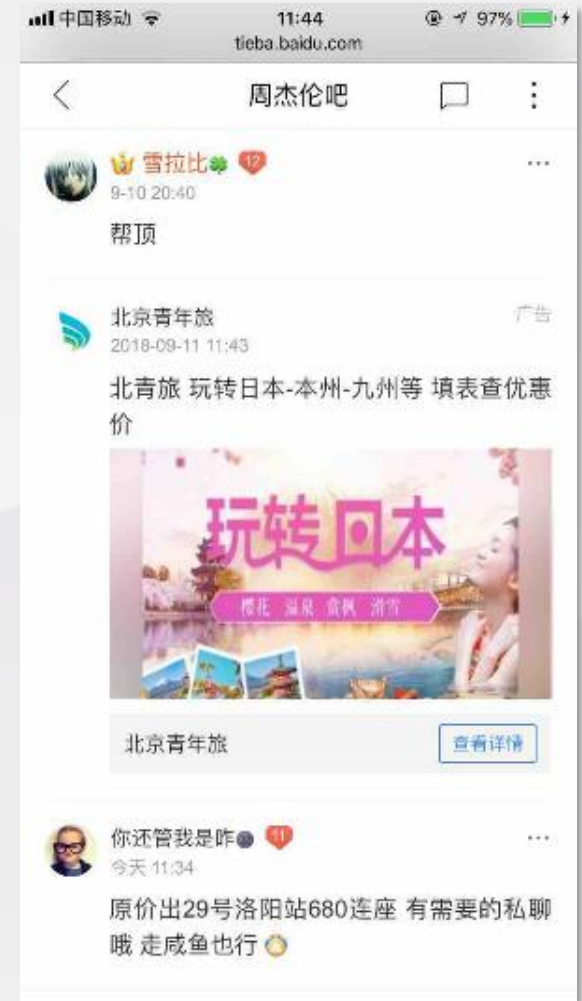 中国移动 11:44 97%
tieba.baidu.com
周杰伦吧
雪拉比 12
9-10 20:40
帮顶
北京青年旅 广告
2018-09-11 11:43
北青旅 玩转日本-本州-九州等 填表查优惠
价
玩转日本
樱花 温泉 赏枫 滑雪
北京青年旅 查看详情
你还管我是咋 11
今天 11:34
原价出29号洛阳站680连座 有需要的私聊
哦 走咸鱼也行